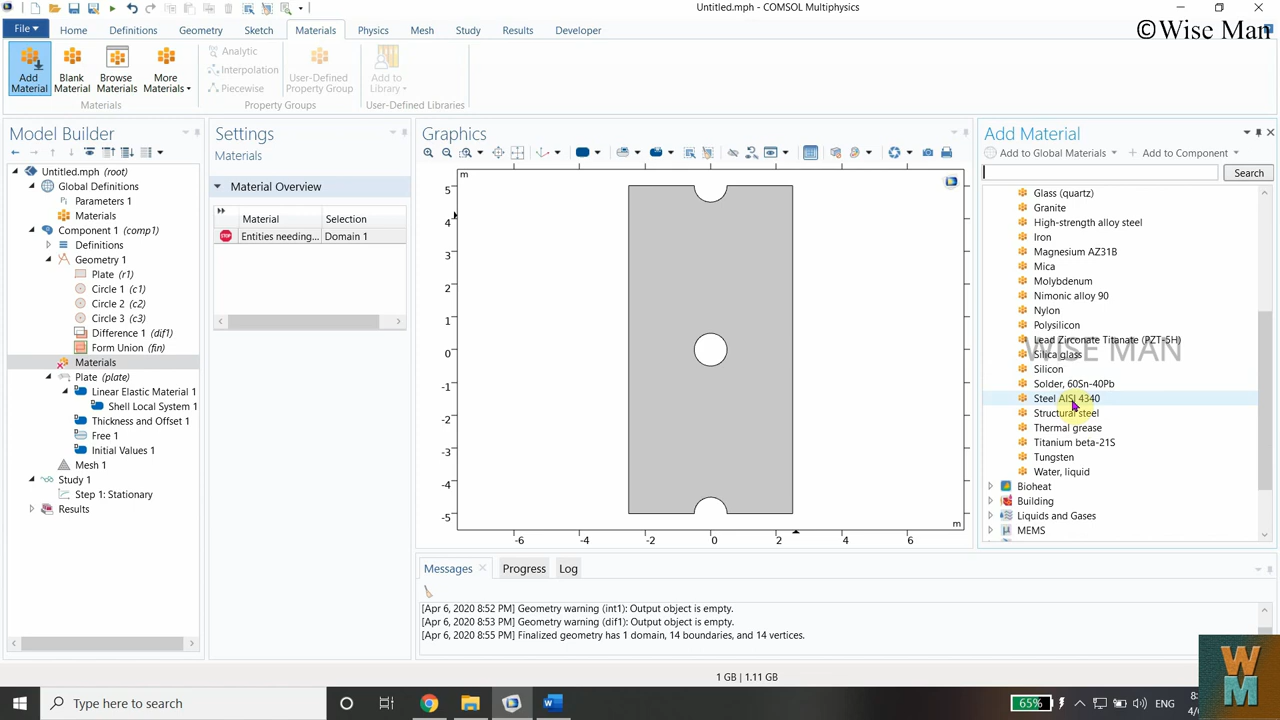 Untitled.mph - COMSOL Multiphysics
©Wise Man
File
Home
Definitions
Geometry
Sketch
Materials
Physics
Mesh
Study
Results
Developer
Add
Material
Blank
Material
Browse
Materials
More
Materials
Analytic
Interpolation
Piecewise
User-Defined
Property Group
Add to
Library
Materials
Property Groups
User-Defined Libraries
Model Builder
Untitled.mph (root)
Global Definitions
Parameters 1
Materials
Component 1 (comp1)
Definitions
Geometry 1
Plate (r1)
Circle 1 (c1)
Circle 2 (c2)
Circle 3 (c3)
Difference 1 (dif1)
Form Union (fin)
Materials
Plate (plate)
Linear Elastic Material 1
Shell Local System 1
Thickness and Offset 1
Free 1
Initial Values 1
Mesh 1
Study 1
Step 1: Stationary
Results
Settings
Materials
Material Overview
Material
Selection
STOP
Entities needing...
Domain 1
Graphics
m
5
4
3
2
1
0
-1
-2
-3
-4
-5
-6
-4
-2
0
2
4
6
m
Messages
Progress
Log
[Apr 6, 2020 8:52 PM] Geometry warning (int1): Output object is empty.
[Apr 6, 2020 8:53 PM] Geometry warning (dif1): Output object is empty.
[Apr 6, 2020 8:55 PM] Finalized geometry has 1 domain, 14 boundaries, and 14 vertices.
Add Material
Add to Global Materials
Add to Component
Search
Glass (quartz)
Granite
High-strength alloy steel
Iron
Magnesium AZ31B
Mica
Molybdenum
Nimonic alloy 90
Nylon
Polysilicon
Lead Zirconate Titanate (PZT-5H)
WISE MAN
Silica glass
Silicon
Solder, 60Sn-40Pb
Steel AISI 4340
Structural steel
Thermal grease
Titanium beta-21S
Tungsten
Water, liquid
Bioheat
Building
Liquids and Gases
MEMS
1 GB | 1.11 GB
Type here to search
W
65%
ENG
W
M